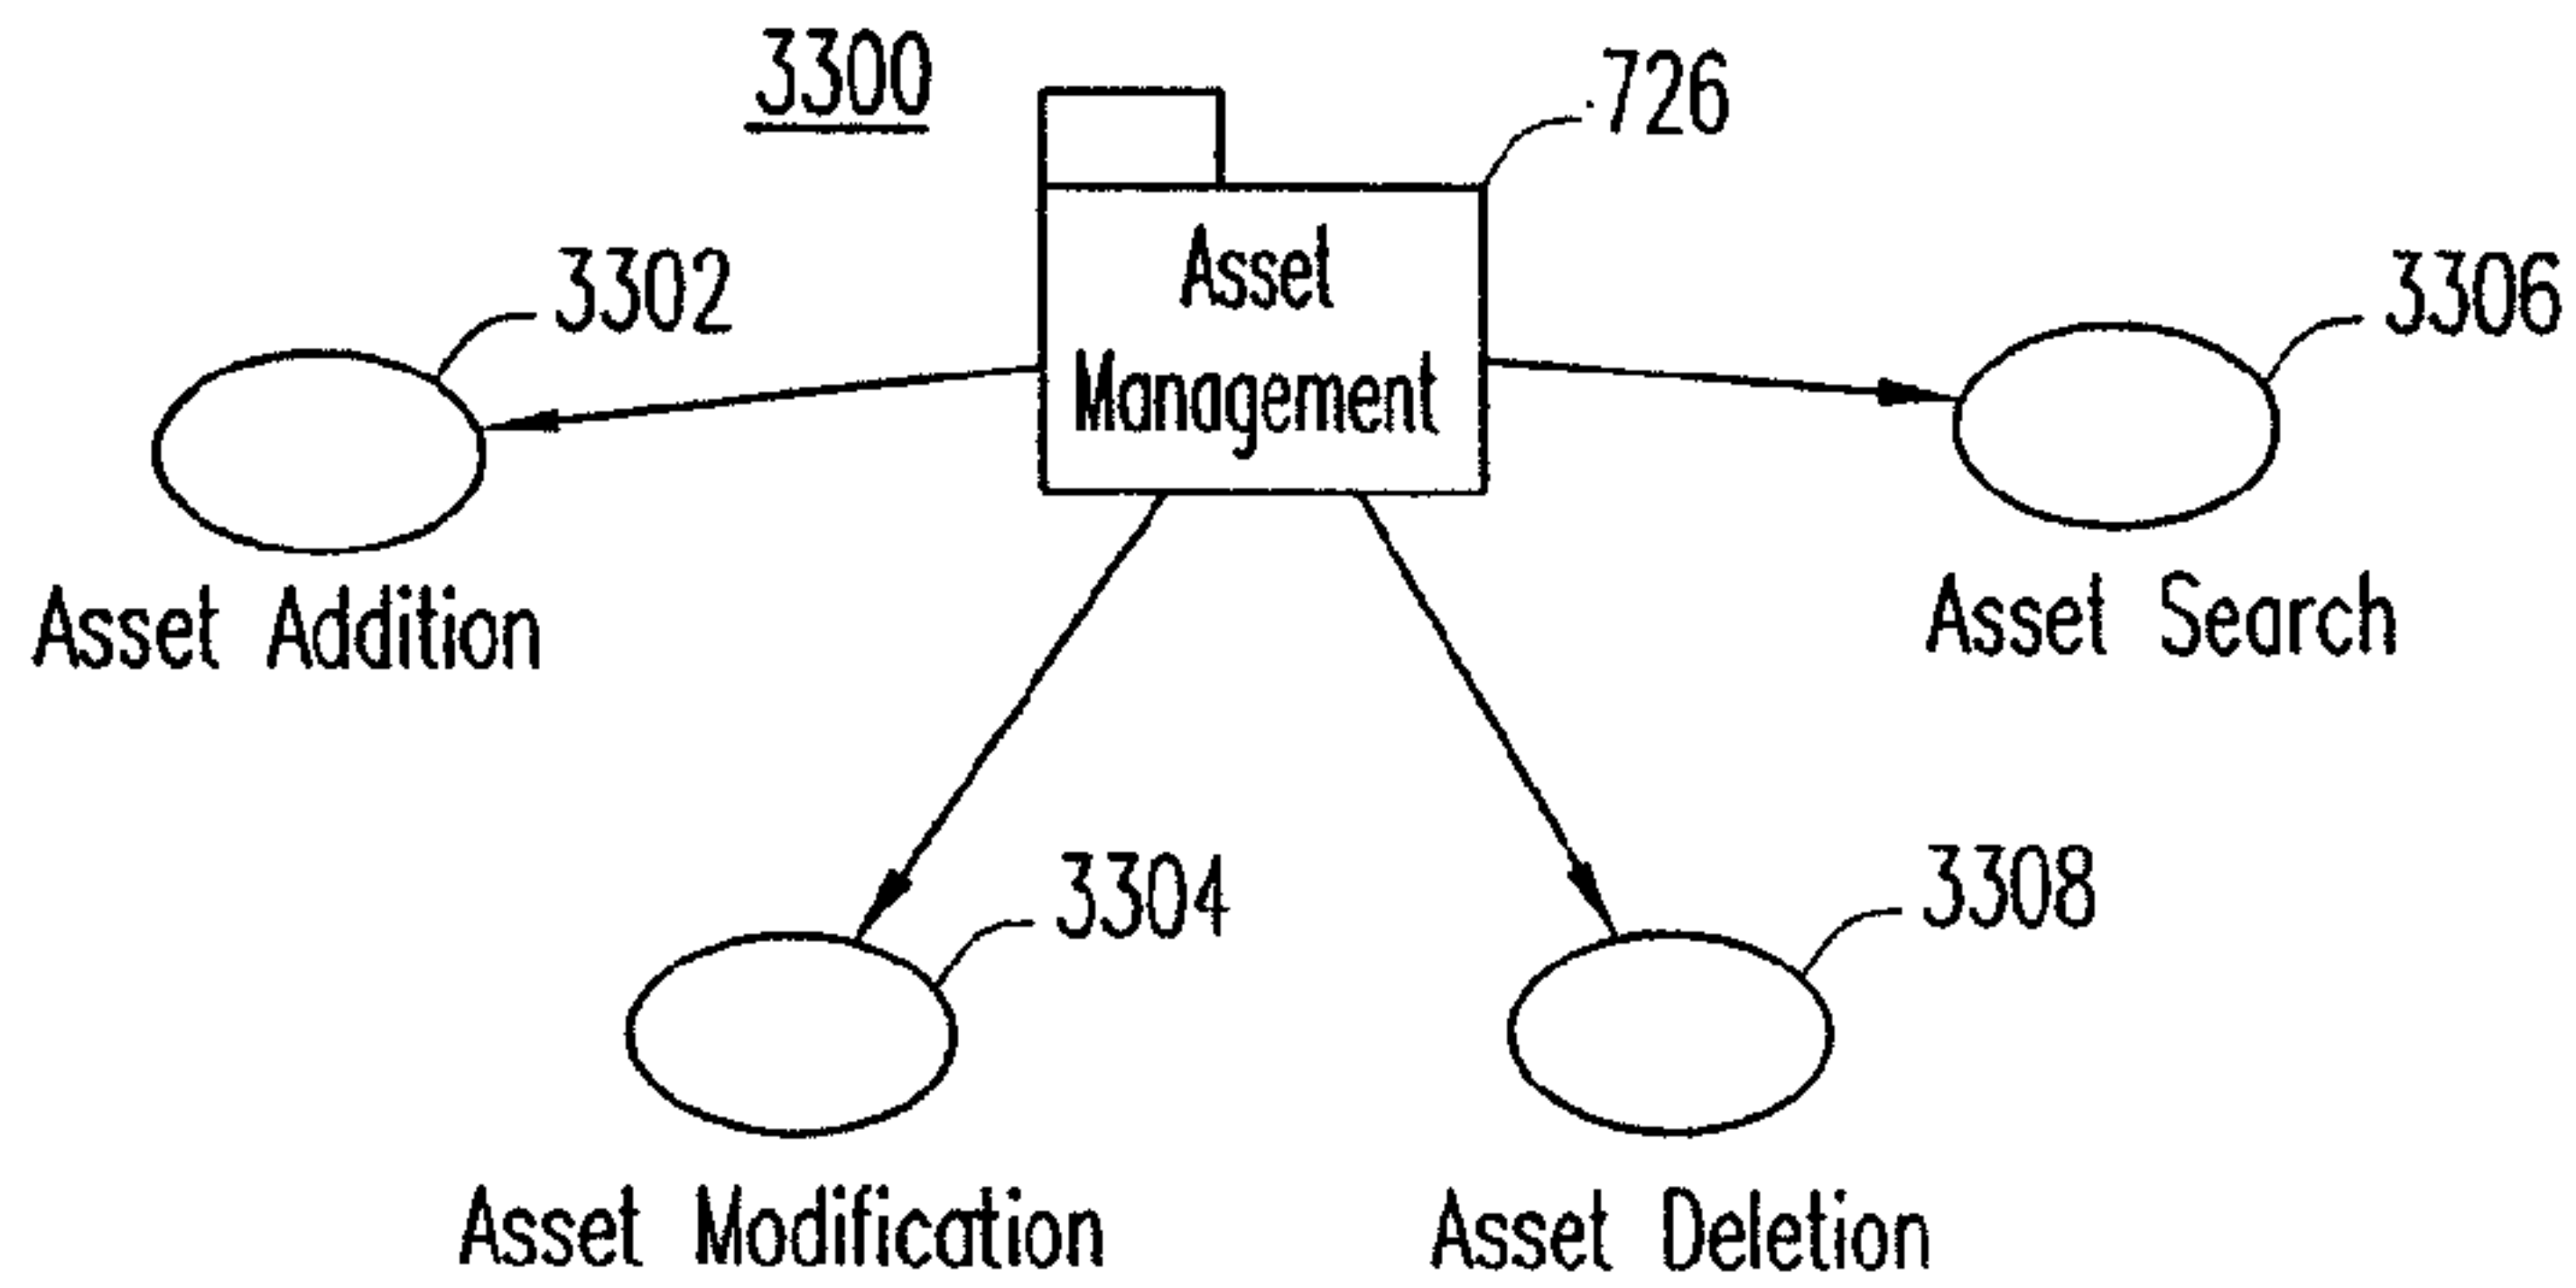 3300
726
Asset
Management
3302
3306
Asset Addition
Asset Search
3304
3308
Asset Modification
Asset Deletion